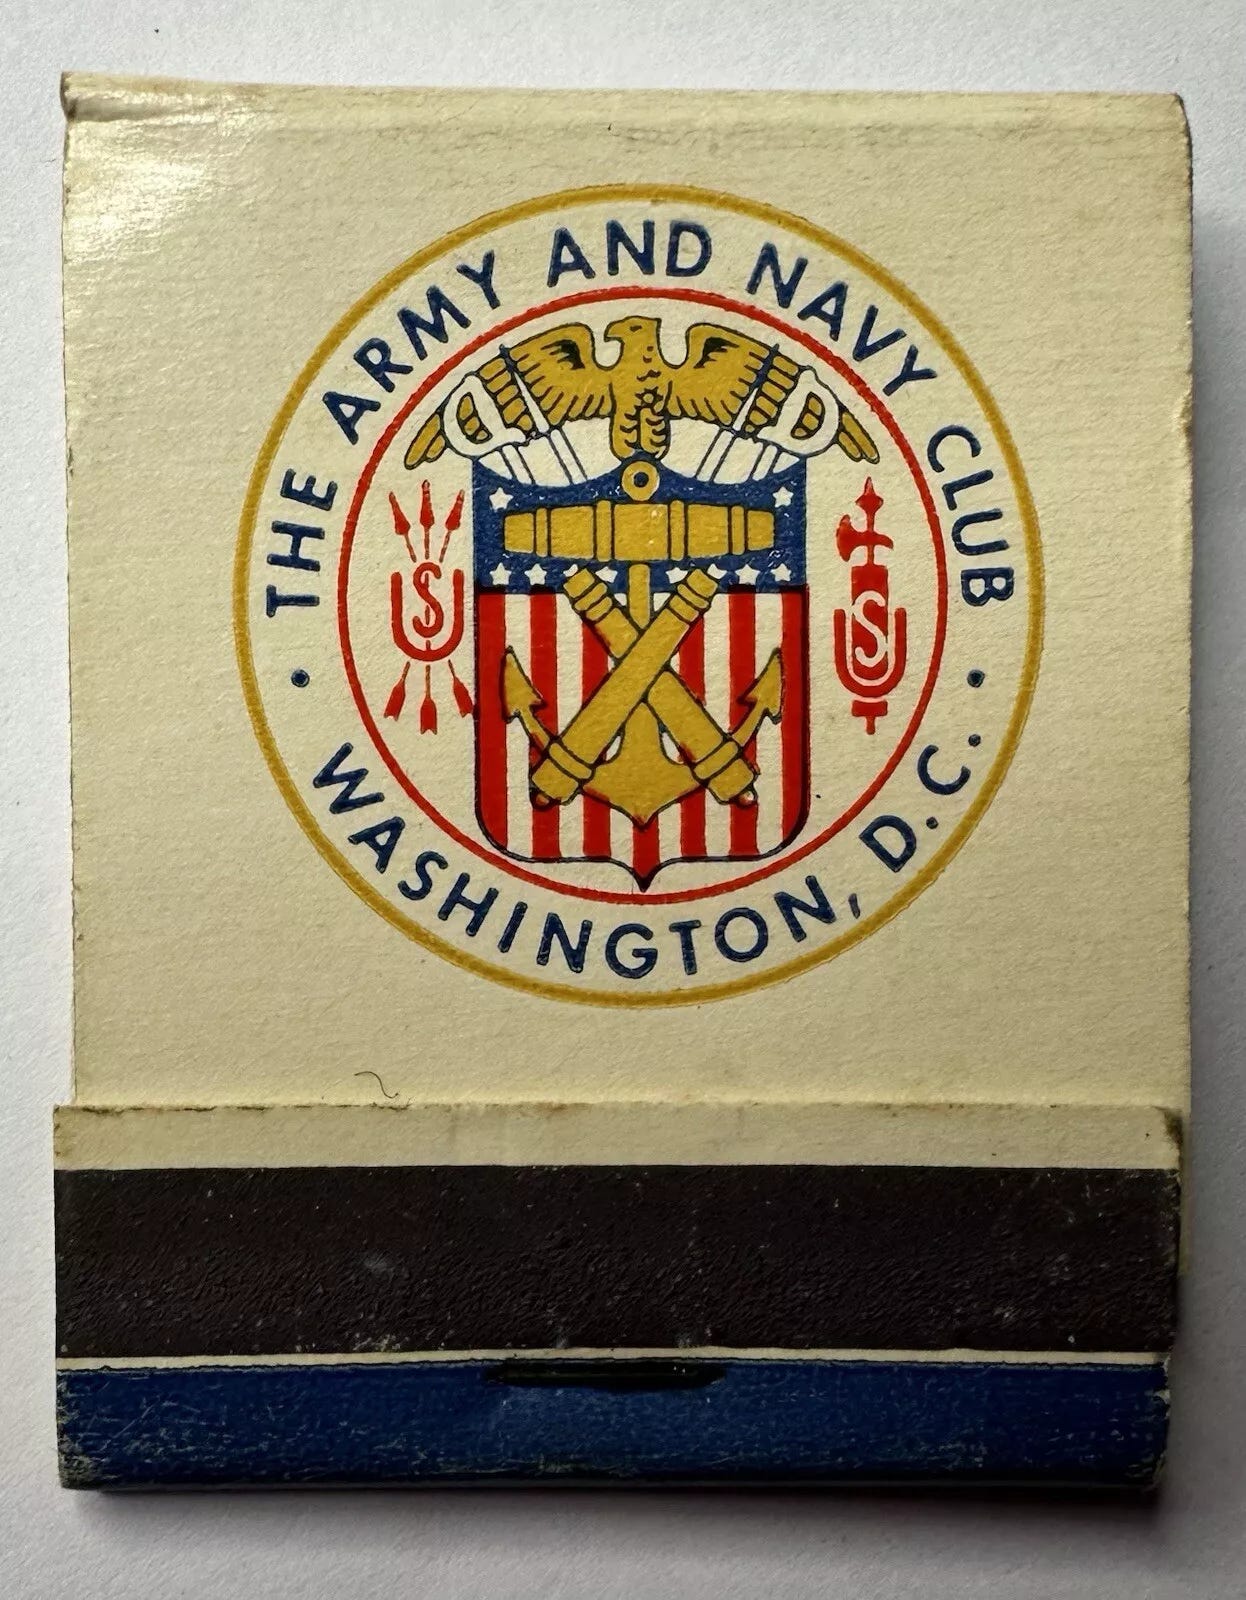 THE ARMY AND NAVY CLUB
US
US
• WASHINGTON, D.C. •